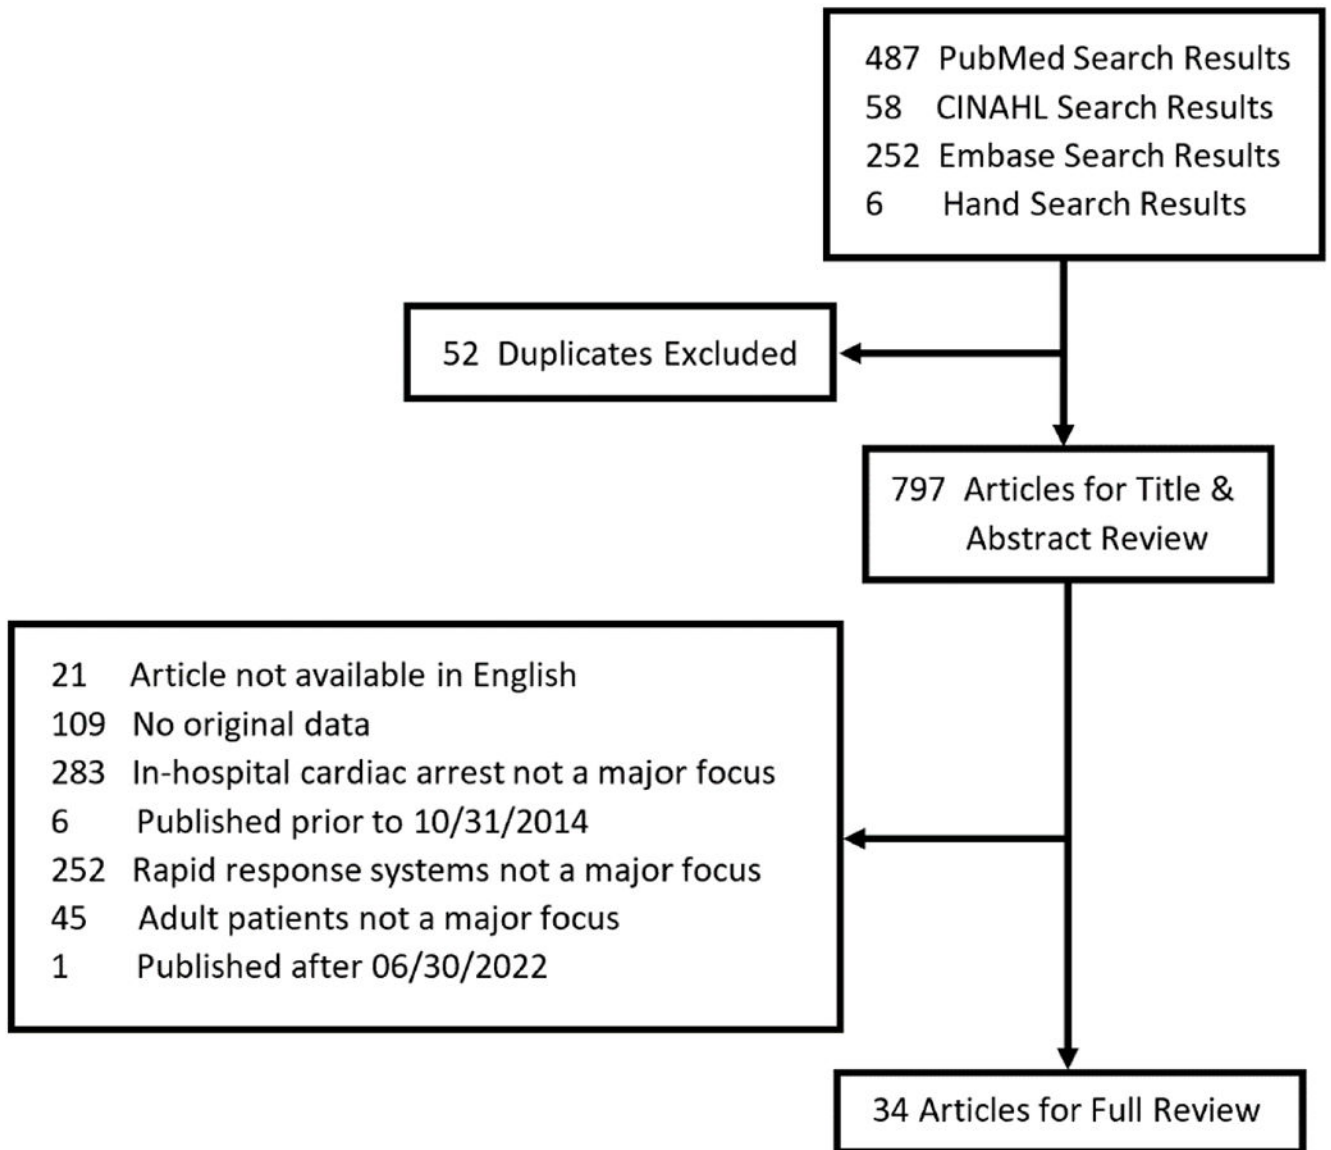 487 PubMed Search Results
58 CINAHL Search Results
252 Embase Search Results
6 Hand Search Results
52 Duplicates Excluded
797 Articles for Title &
Abstract Review
21 Article not available in English
109 No original data
283 In-hospital cardiac arrest not a major focus
6 Published prior to 10/31/2014
252 Rapid response systems not a major focus
45 Adult patients not a major focus
1 Published after 06/30/2022
34 Articles for Full Review